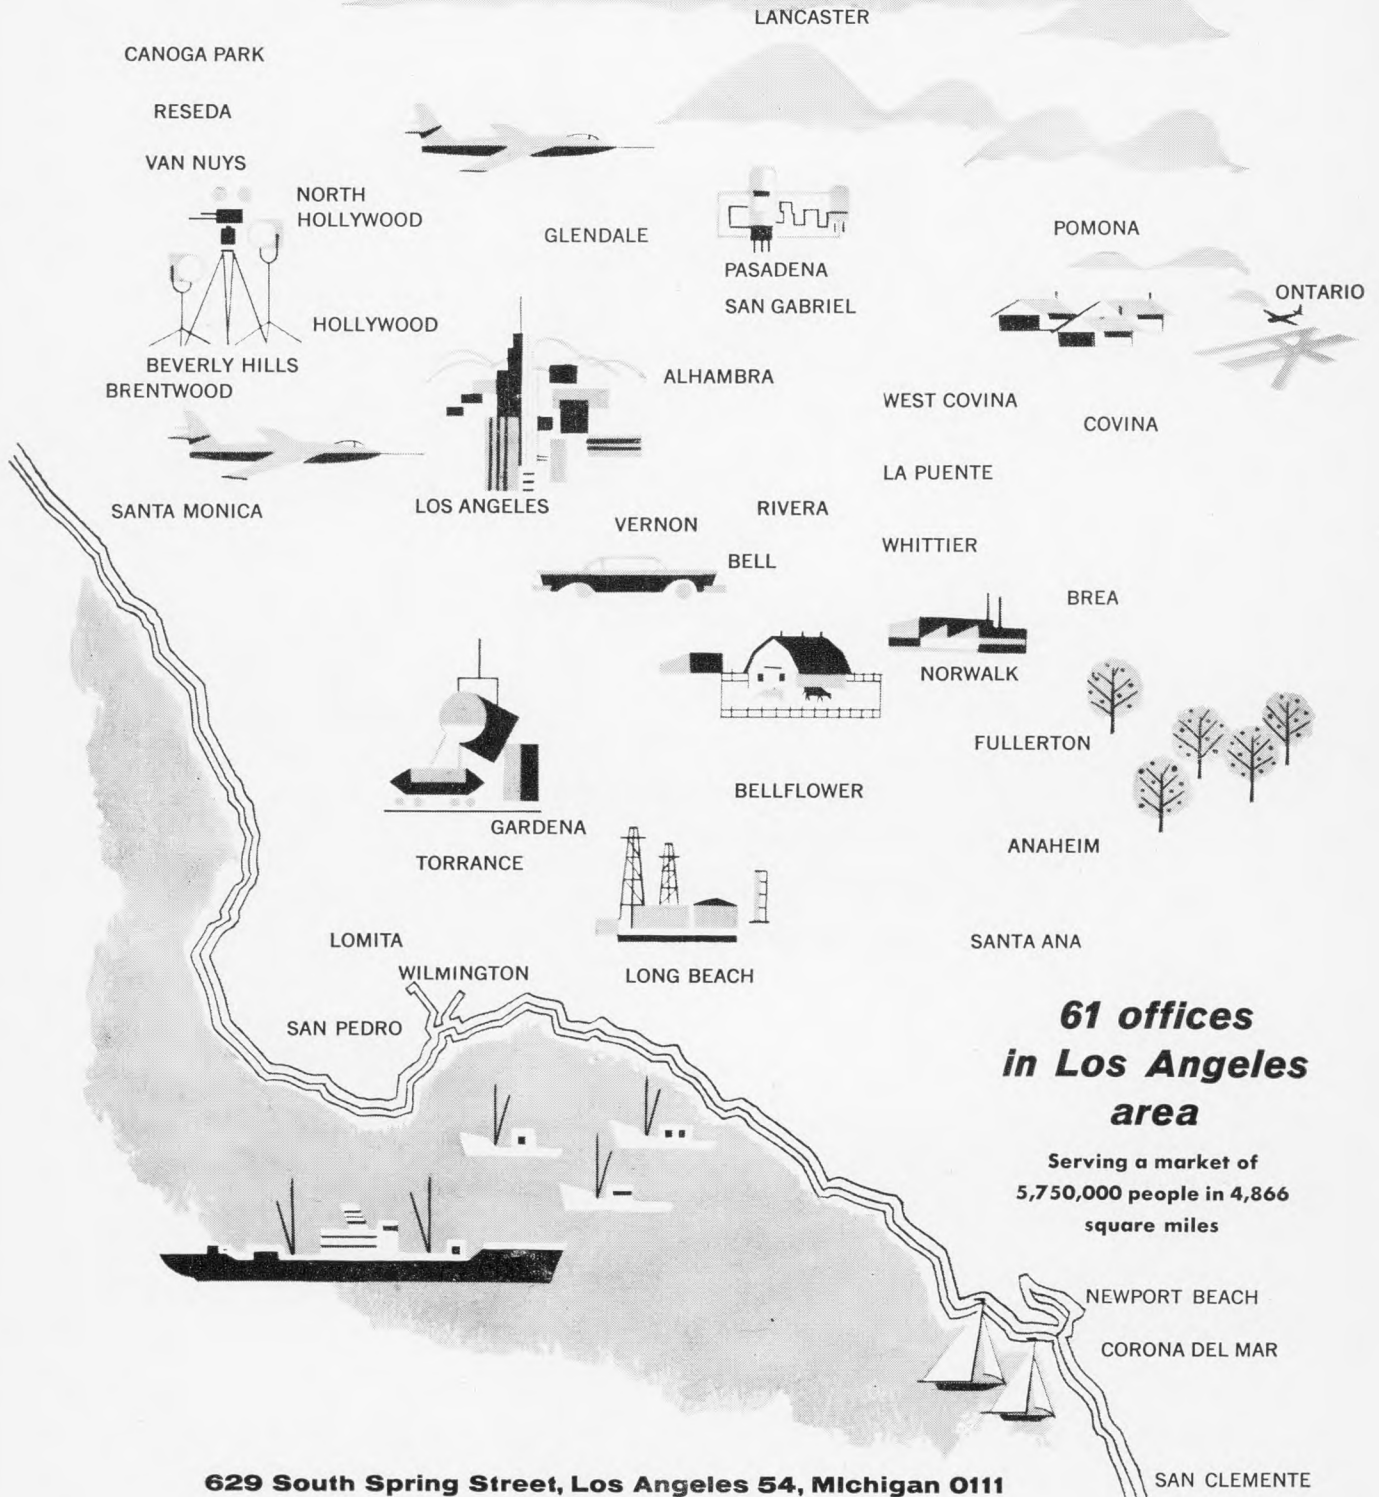 LANCASTER
CANOGA PARK
RESEDA
VAN NUYS
NORTH
HOLLYWOOD
GLENDALE
POMONA
PASADENA
ONTARIO
SAN GABRIEL
HOLLYWOOD
BEVERLY HILLS
BRENTWOOD
ALHAMBRA
WEST COVINA
COVINA
LA PUENTE
SANTA MONICA
LOS ANGELES
RIVERA
VERNON
WHITTIER
BELL
BREA
NORWALK
FULLERTON
BELLFLOWER
GARDENA
ANAHEIM
TORRANCE
LOMITA
SANTA ANA
WILMINGTON
LONG BEACH
SAN PEDRO
61 offices
in Los Angeles
area
Serving a market of
5,750,000 people in 4,866
square miles
NEWPORT BEACH
CORONA DEL MAR
SAN CLEMENTE
629 South Spring Street, Los Angeles 54, MIchigan 0111